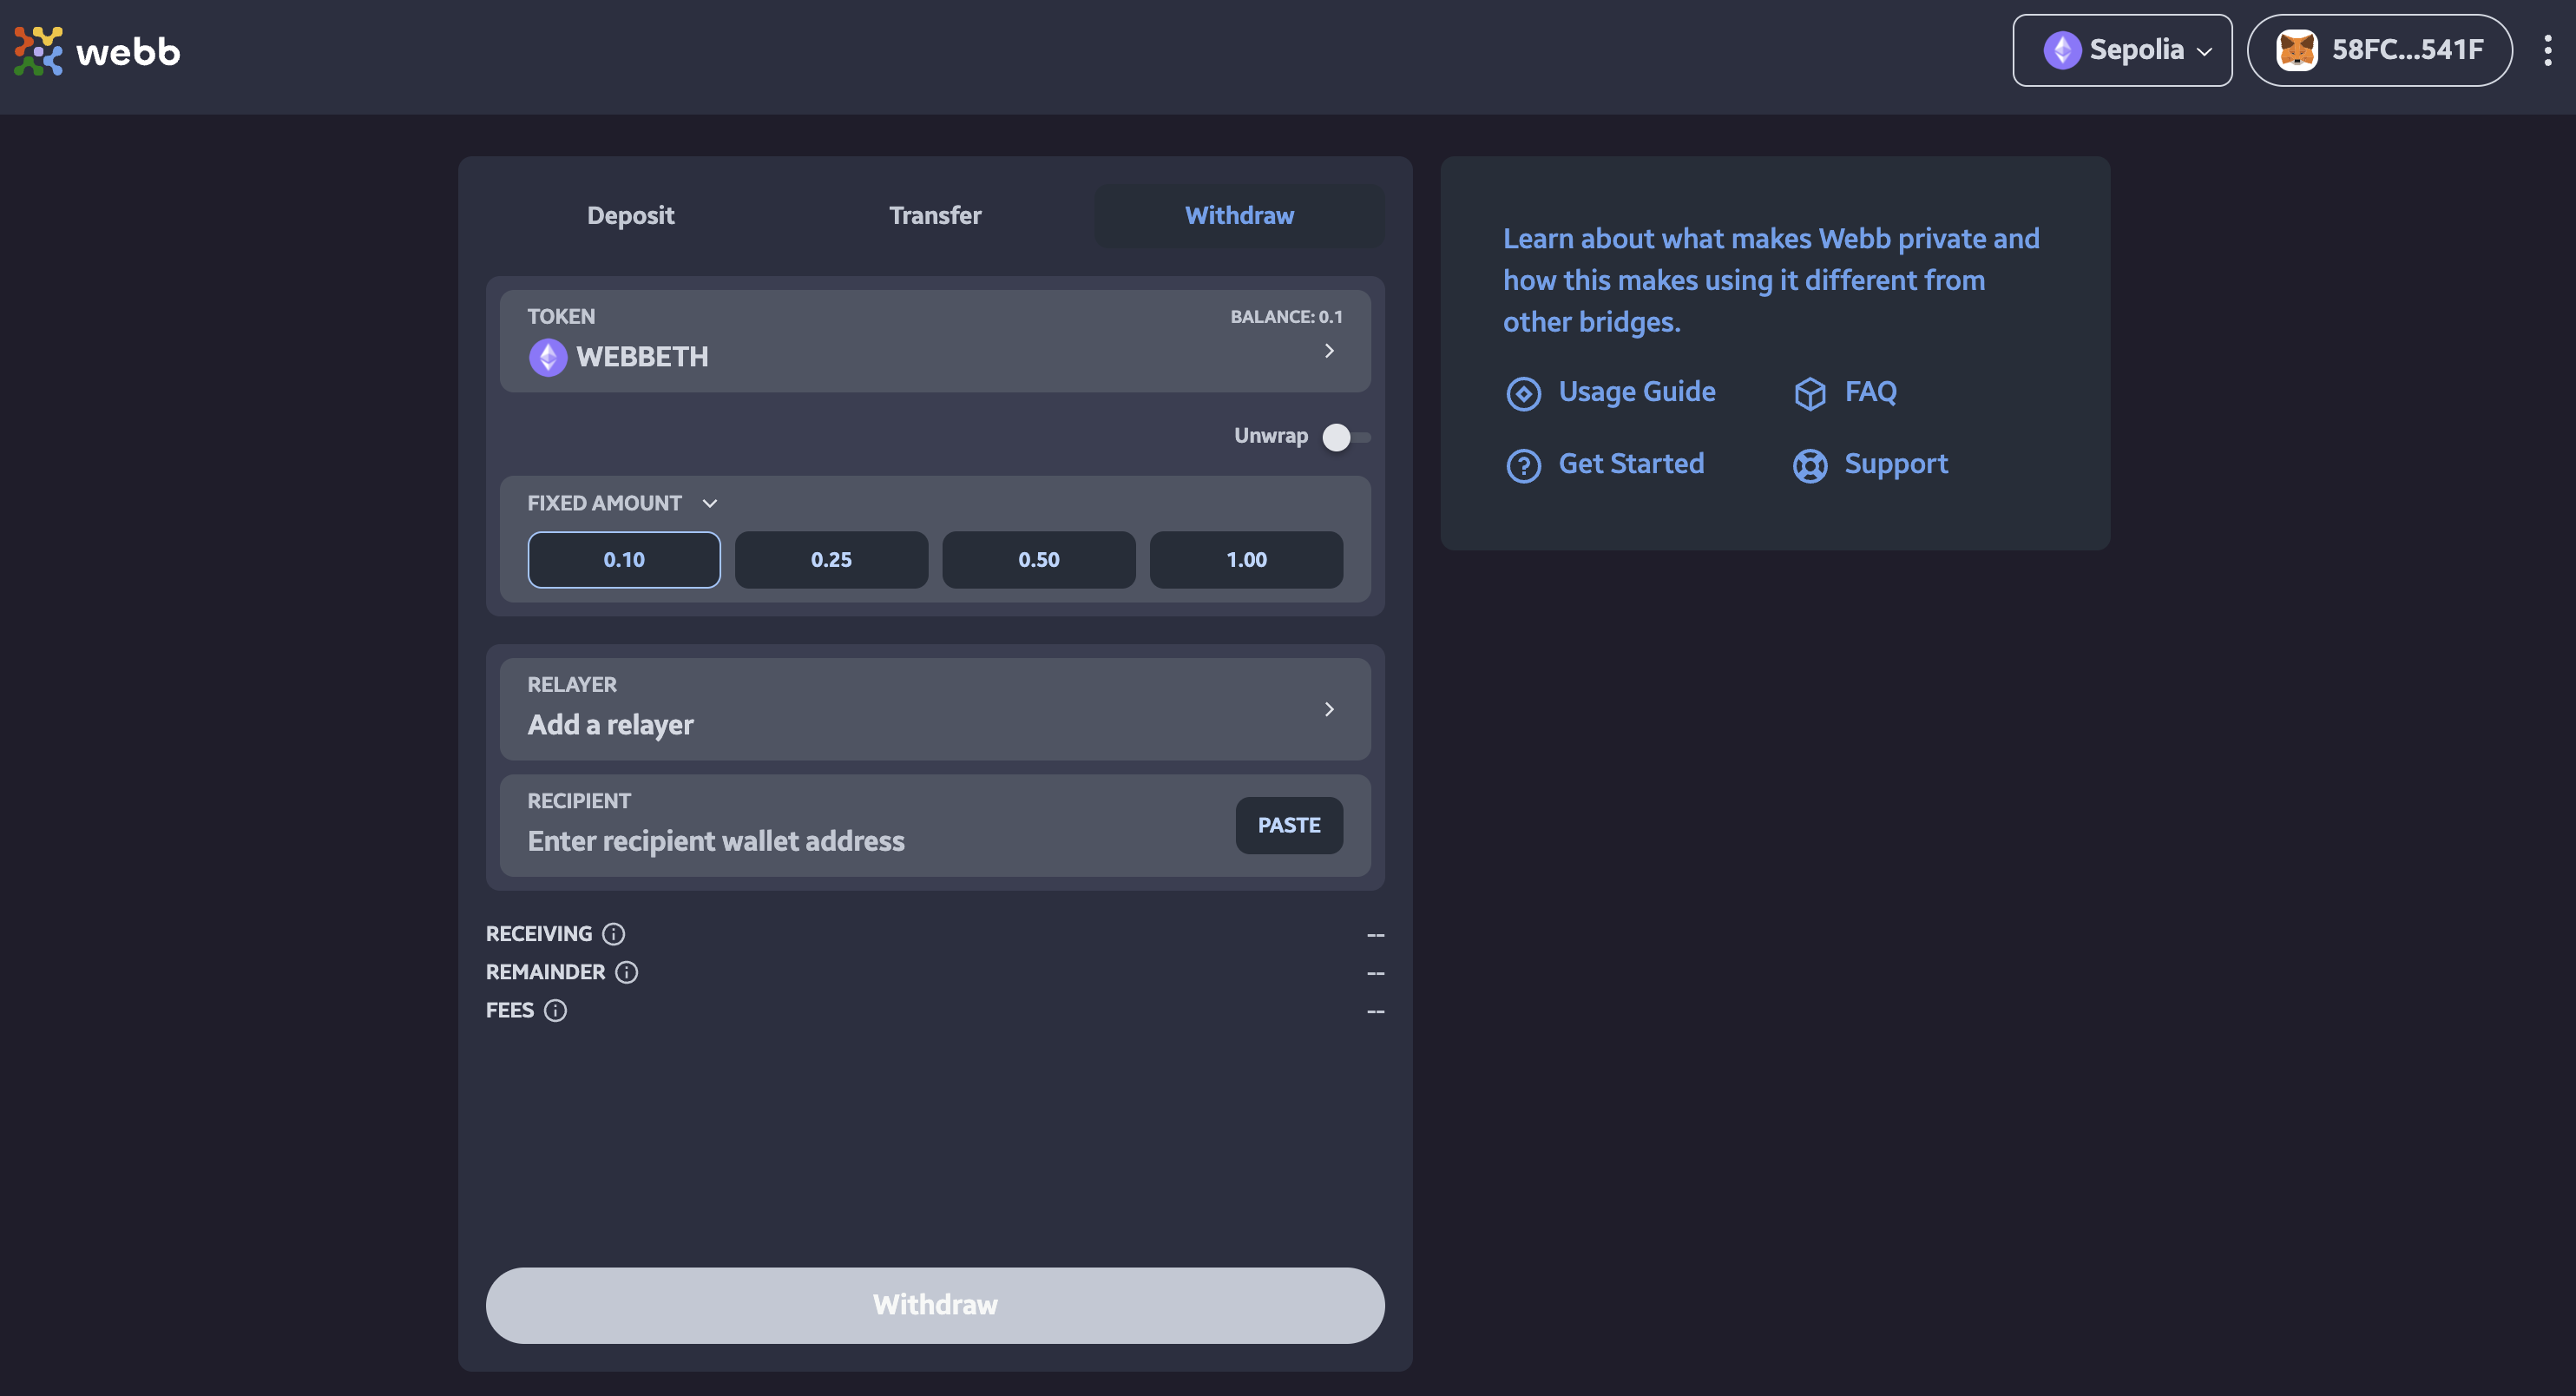 webb
Sepolia
58FC...541F
Deposit
Transfer
Withdraw
TOKEN
BALANCE: 0.1
WEBBETH
Unwrap
FIXED AMOUNT
0.10
0.25
0.50
1.00
RELAYER
Add a relayer
RECIPIENT
Enter recipient wallet address
PASTE
RECEIVING
--
REMAINDER
--
FEES
--
Withdraw
Learn about what makes Webb private and
how this makes using it different from
other bridges.
Usage Guide
FAQ
Get Started
Support